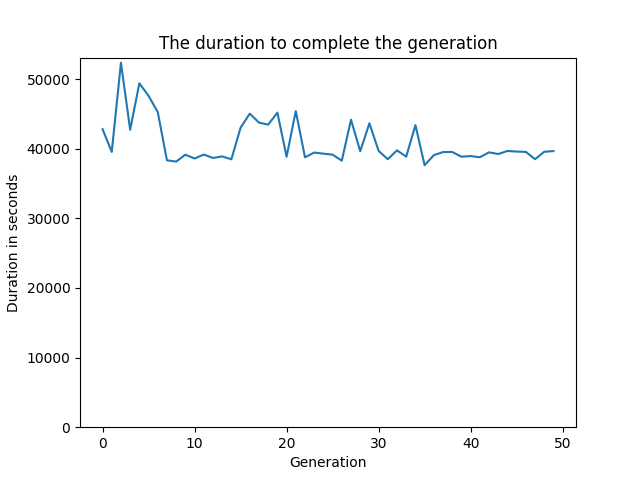 The duration to complete the generation
50000
40000
30000
20000
10000
0
Duration in seconds
0 10 20 30 40 50
Generation